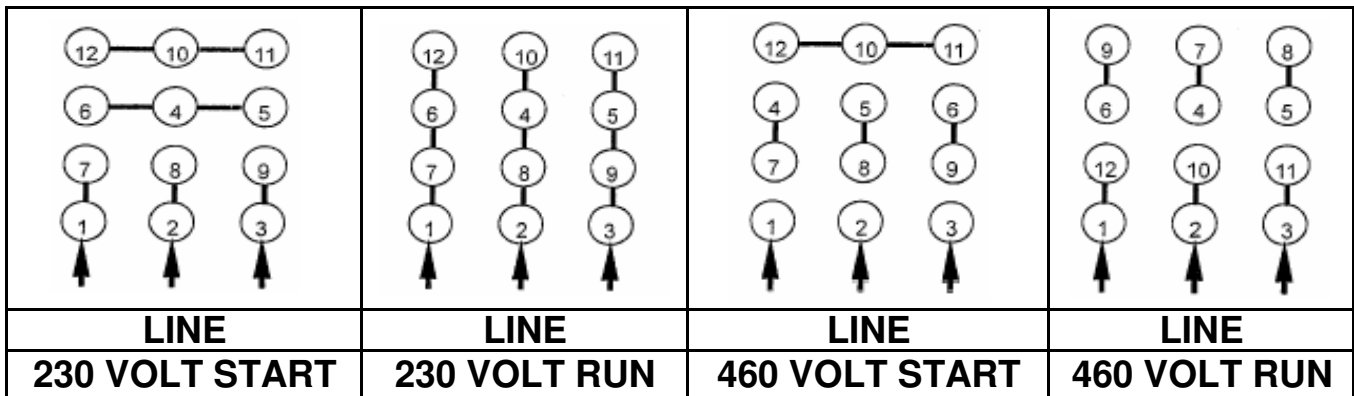 12 10 11
6 4 5
7 8 9
1 2 3
LINE
230 VOLT START
12 10 11
6 4 5
7 8 9
1 2 3
LINE
230 VOLT RUN
12 10 11
4 5 6
7 8 9
1 2 3
LINE
460 VOLT START
9 7 8
6 4 5
12 10 11
1 2 3
LINE
460 VOLT RUN